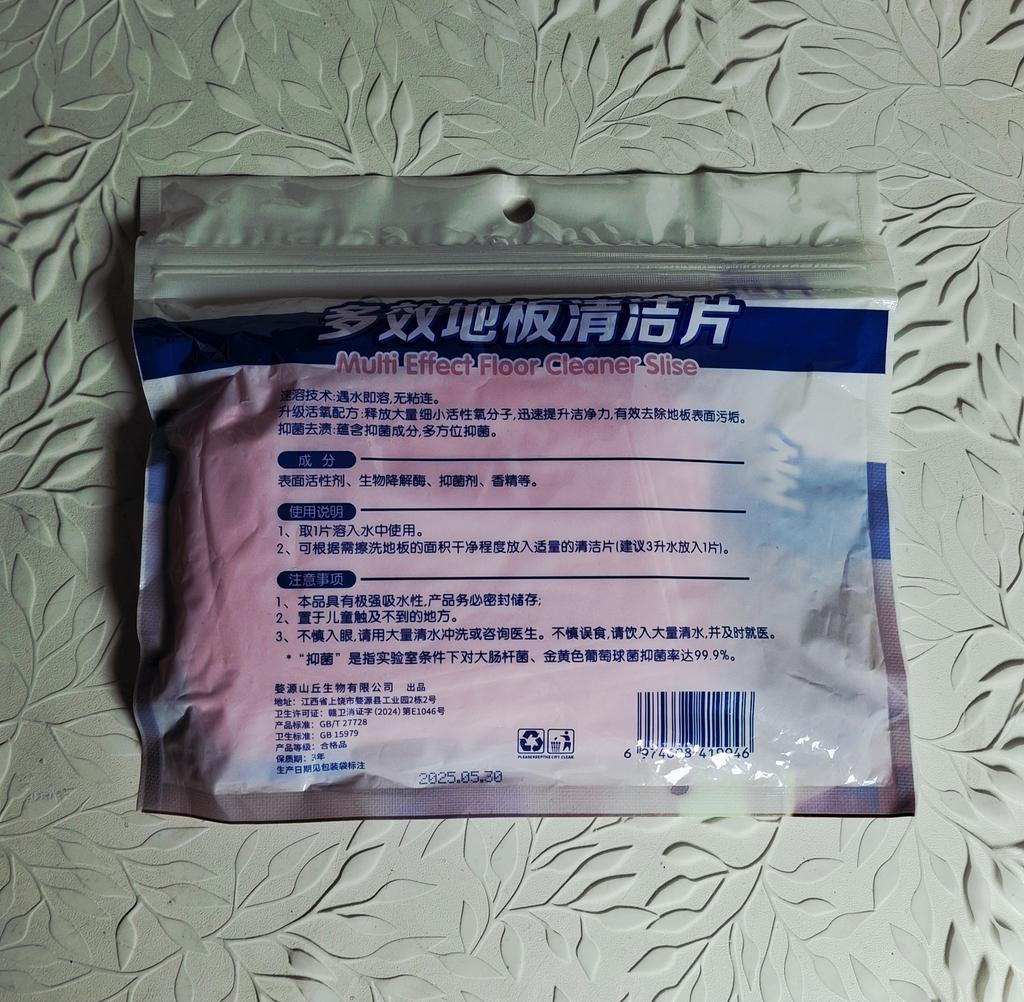 多效地板清洁片
Multi Effect Floor Cleaner Slise
速溶技术:遇水即溶,无粘连。
升级活氧配方:释放大量细小活性氧分子,迅速提升洁净力,有效去除地板表面污垢。
抑菌去渍:蕴含抑菌成分,多方位抑菌。
成分
表面活性剂、生物降解酶、抑菌剂、香精等。
使用说明
1、取1片溶入水中使用。
2、可根据需擦洗地板的面积干净程度放入适量的清洁片(建议3升水放入1片)。
注意事项
1、本品具有极强吸水性,产品务必密封储存;
2、置于儿童触及不到的地方。
3、不慎入眼,请用大量清水冲洗或咨询医生。不慎误食,请饮入大量清水,并及时就医。
*“抑菌”是指实验室条件下对大肠杆菌、金黄色葡萄球菌抑菌率达99.9%。
婺源山丘生物有限公司 出品
地址：江西省上饶市婺源县工业园2栋2号
卫生许可证：赣卫消证字(2024)第E1046号
产品标准：GB/T 27728
卫生标准：GB 15979
产品等级：合格品
保质期：3年
生产日期见包装袋标注
PLEASE KEEP THE CITY CLEAN
2025.05.30